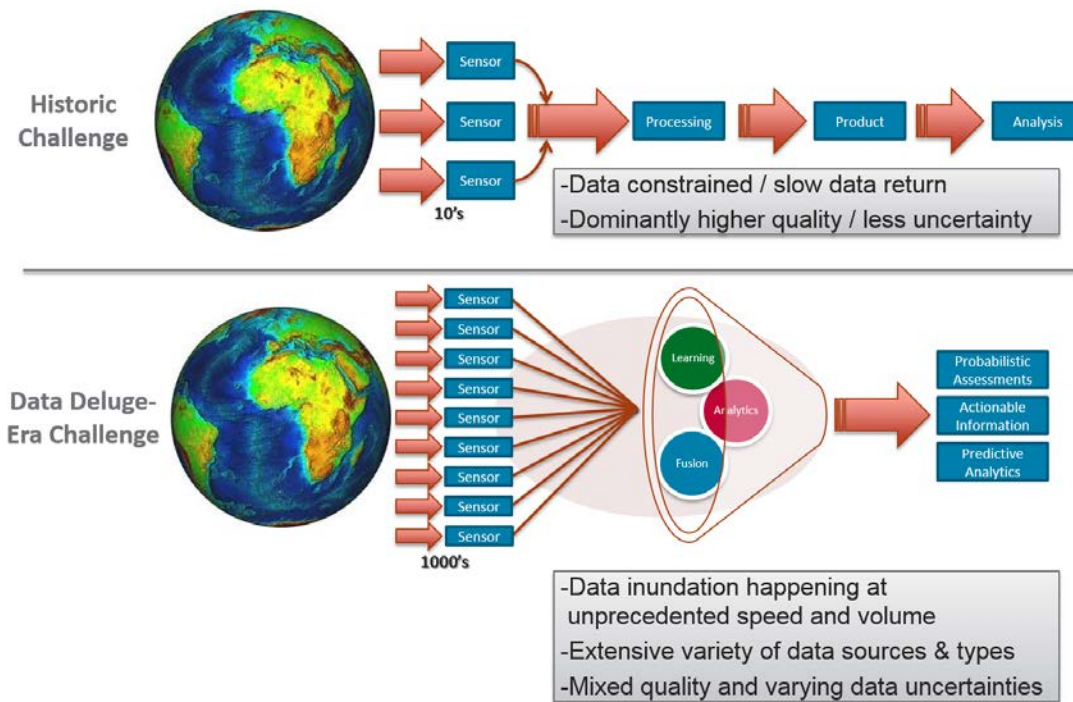 Historic
Challenge
Sensor
Sensor
Sensor
10's
Processing
Product
Analysis
-Data constrained / slow data return
-Dominantly higher quality / less uncertainty
Data Deluge-
Era Challenge
Sensor
Sensor
Sensor
Sensor
Sensor
Sensor
Sensor
Sensor
Sensor
1000's
Learning
Analytics
Fusion
Probabilistic
Assessments
Actionable
Information
Predictive
Analytics
-Data inundation happening at
unprecedented speed and volume
-Extensive variety of data sources & types
-Mixed quality and varying data uncertainties